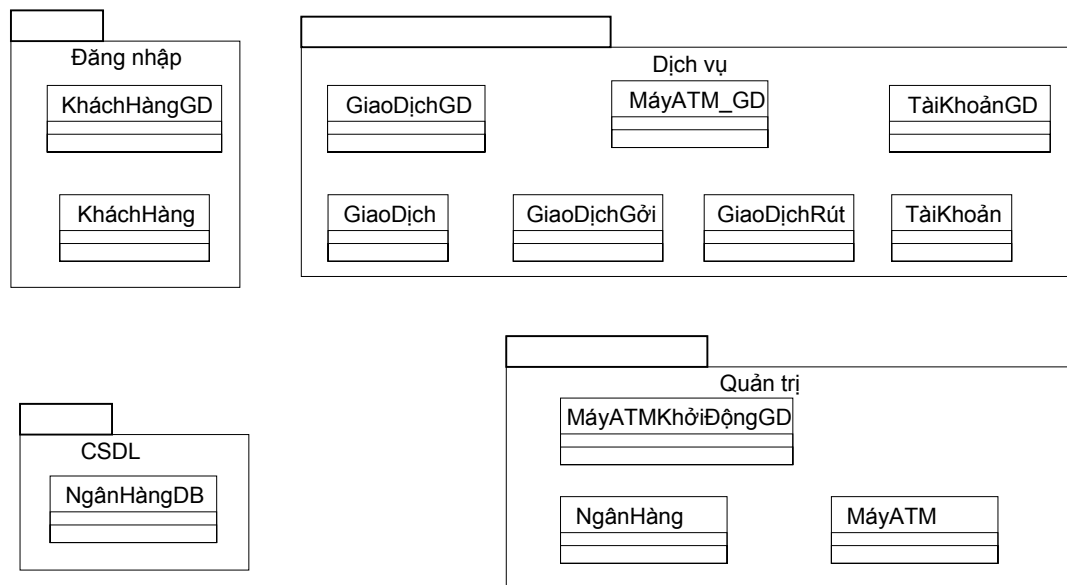 Đăng nhập
KháchHàngGD
KháchHàng
Dịch vụ
GiaoDịchGD
MáyATM_GD
TàiKhoảnGD
GiaoDịch
GiaoDịchGởi
GiaoDịchRút
TàiKhoản
CSDL
NgânHàngDB
Quản trị
MáyATMKhởiĐộngGD
NgânHàng
MáyATM